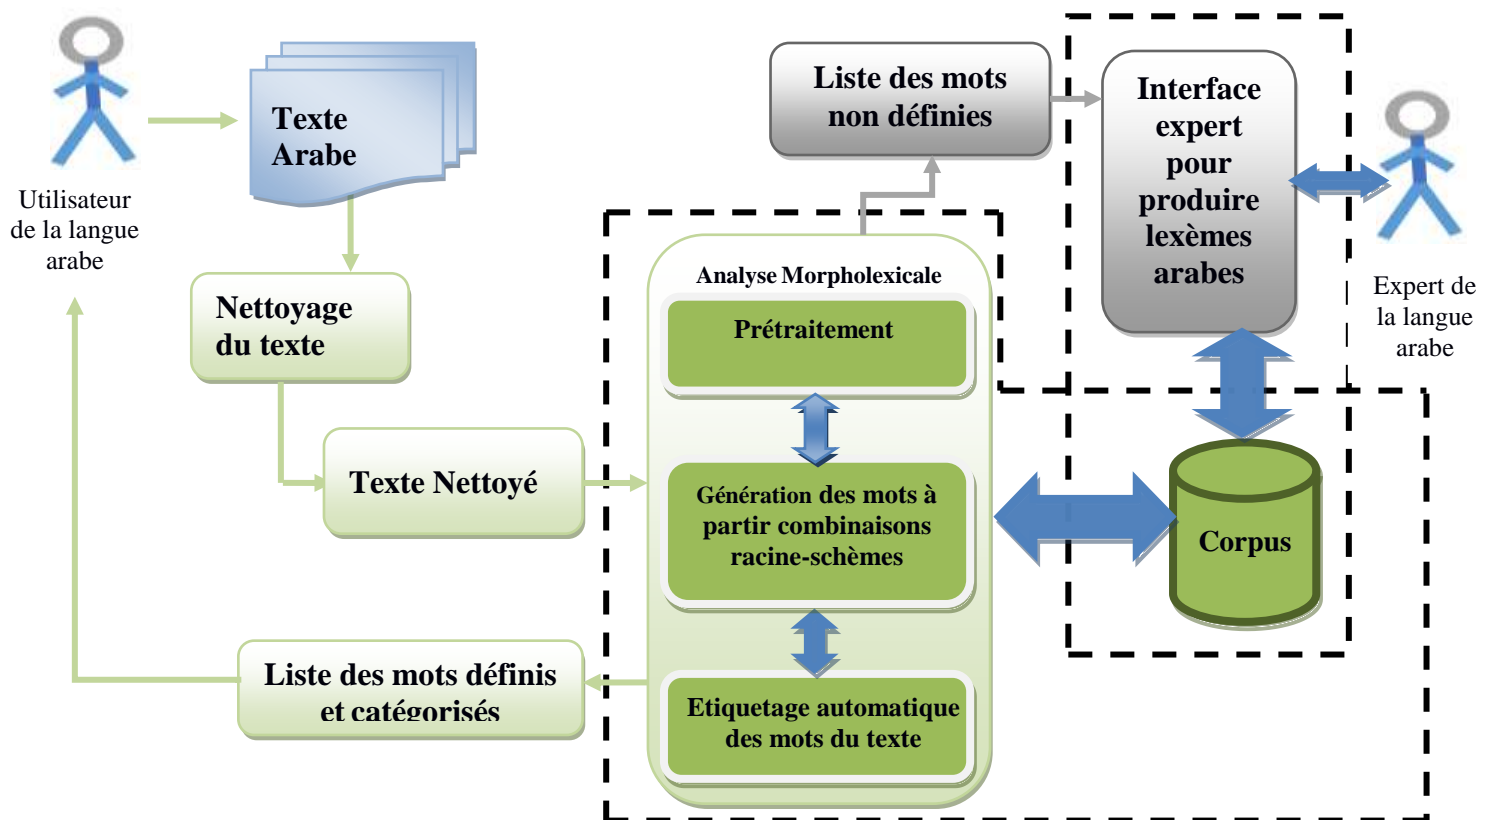 Texte
Arabe
Utilisateur
de la langue
arabe
Nettoyage
du texte
Texte Nettoyé
Liste des mots définis
et catégorisés
Analyse Morpholexicale
Prétraitement
Génération des mots à
partir combinaisons
racine-schèmes
Etiquetage automatique
des mots du texte
Liste des mots
non définies
Interface
expert
pour
produire
lexèmes
arabes
Expert de
la langue
arabe
Corpus